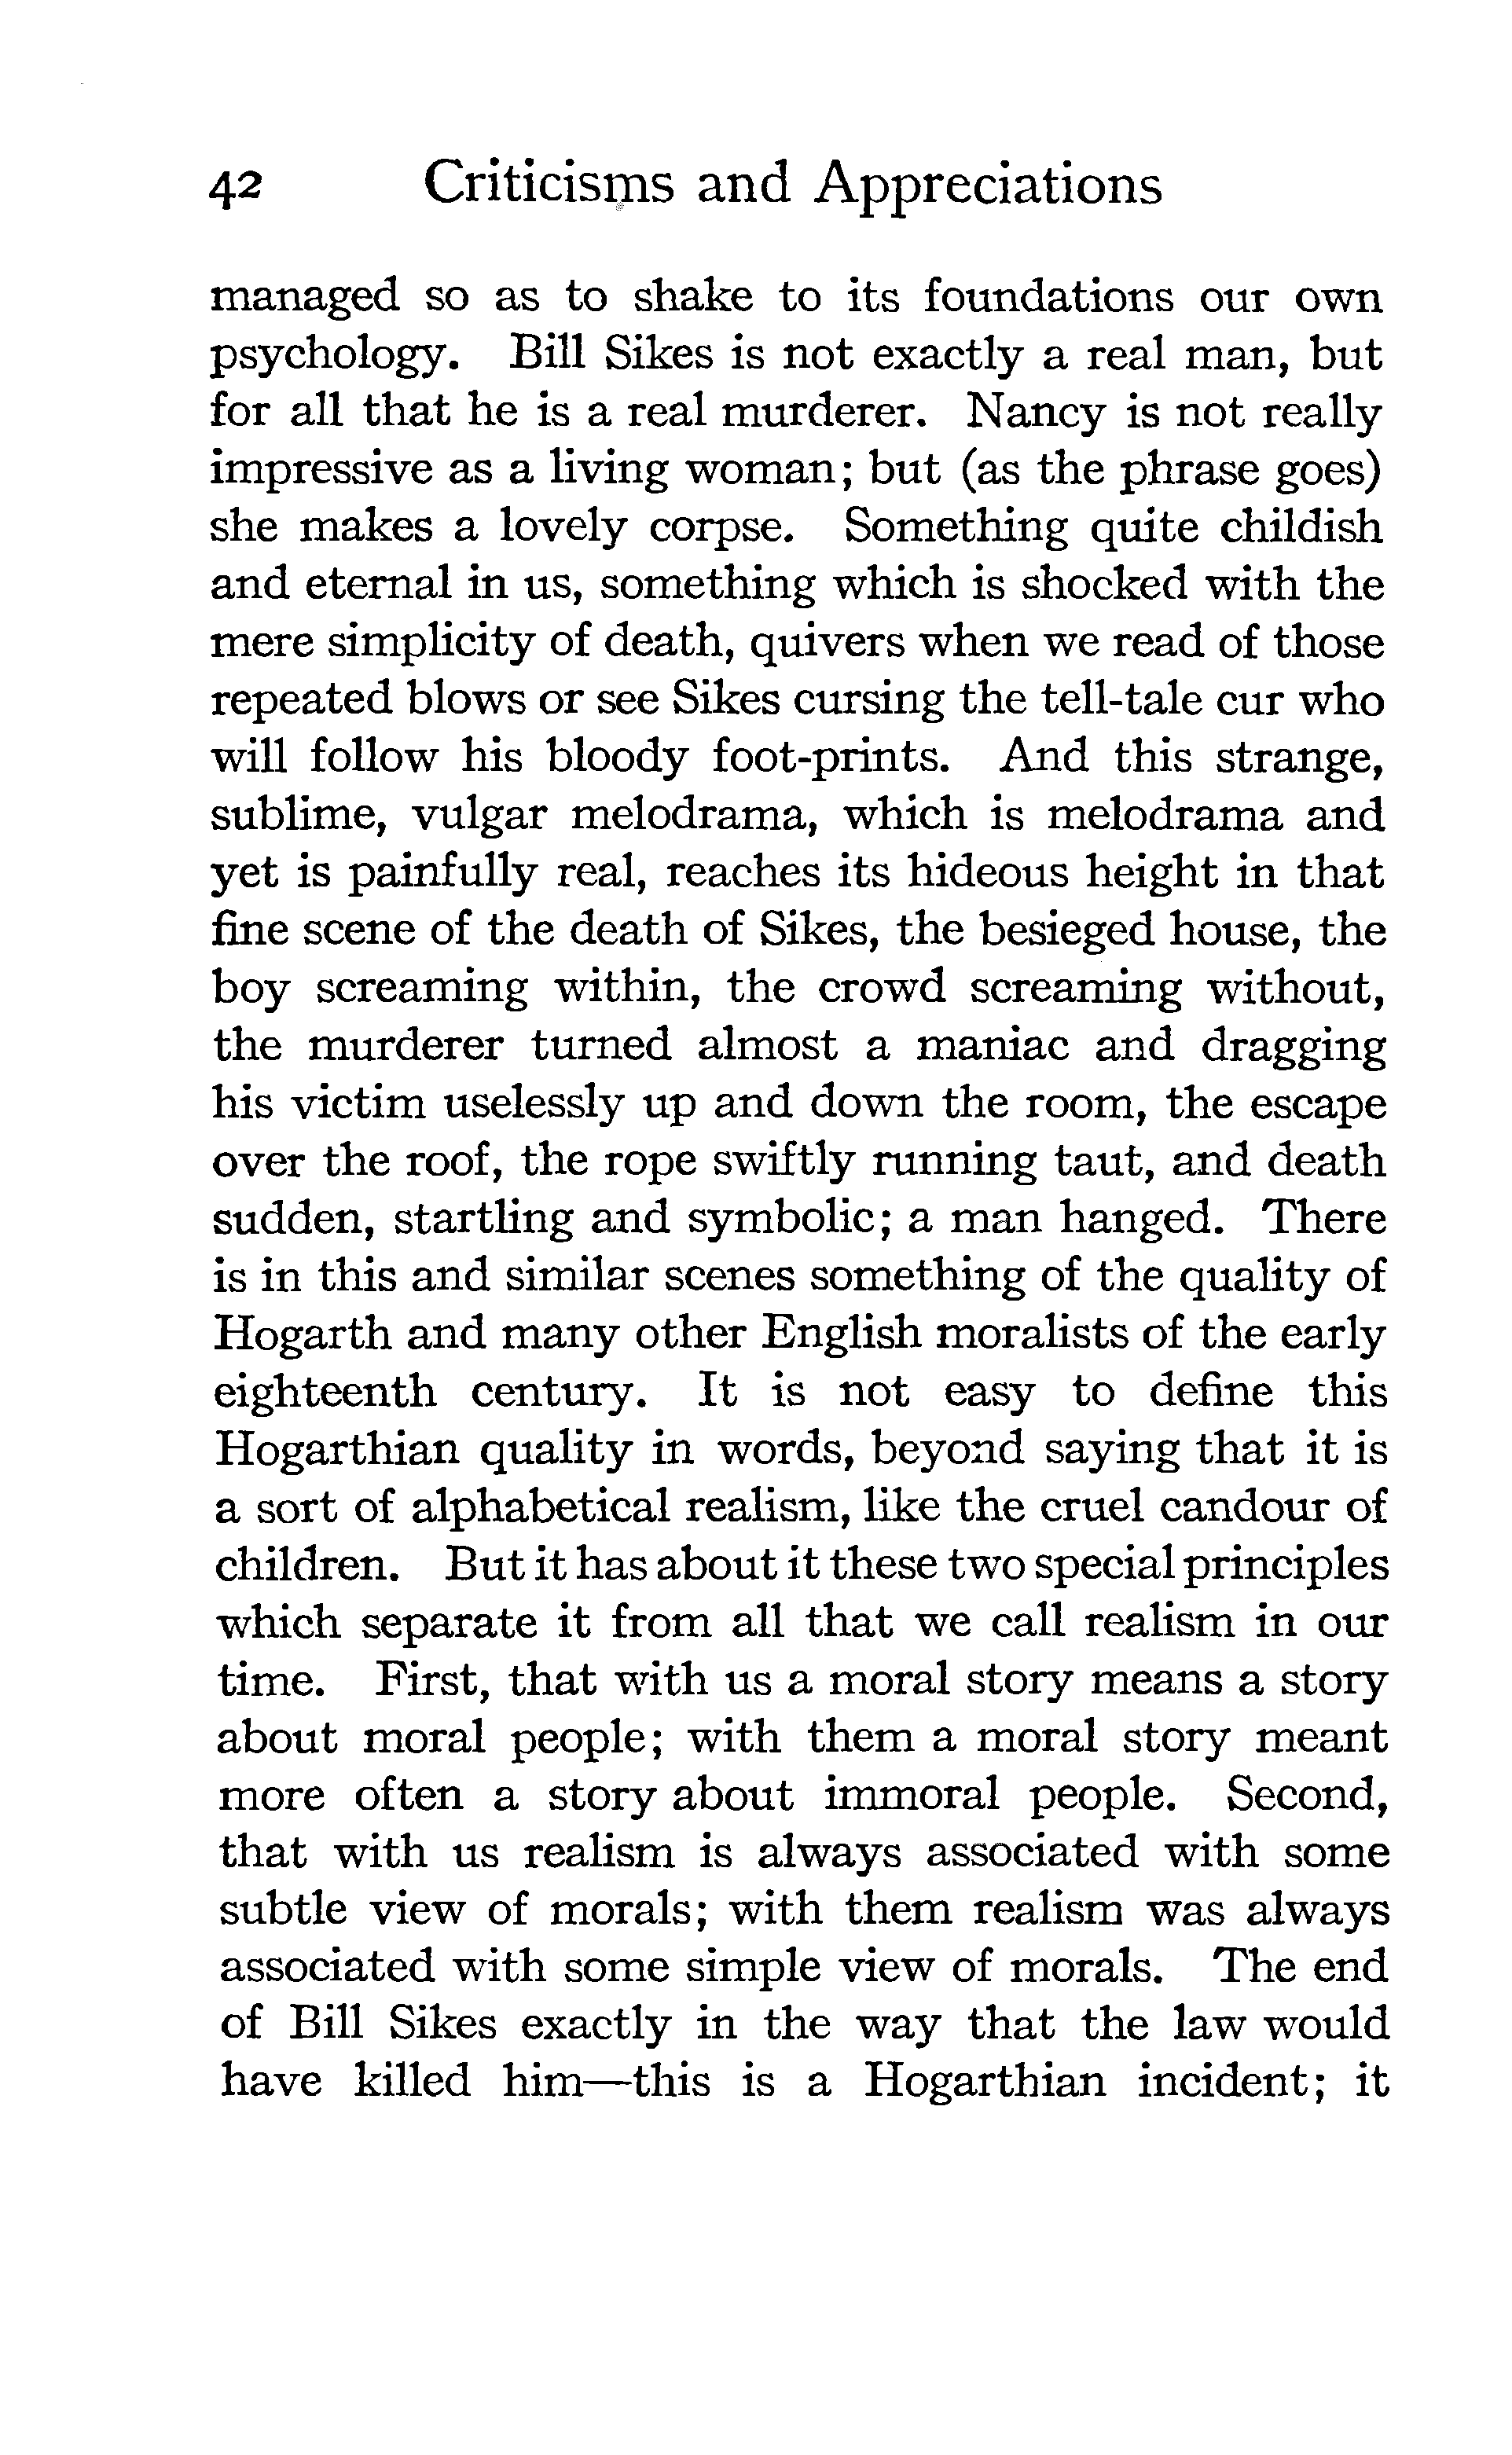 42 Criticisms and Appreciations
managed so as to shake to its foundations our own
psychology. Bill Sikes is not exactly a real man, but
for all that he is a real murderer. Nancy is not really
impressive as a living woman; but (as the phrase goes)
she makes a lovely corpse. Something quite childish
and eternal in us, something which is shocked with the
mere simplicity of death, quivers when we read of those
repeated blows or see Sikes cursing the tell-tale cur who
will follow his bloody foot-prints. And this strange,
sublime, vulgar melodrama, which is melodrama and
yet is painfully real, reaches its hideous height in that
fine scene of the death of Sikes, the besieged house, the
boy screaming within, the crowd screaming without,
the murderer turned almost a maniac and dragging
his victim uselessly up and down the room, the escape
over the roof, the rope swiftly running taut, and death
sudden, startling and symbolic; a man hanged. There
is in this and similar scenes something of the quality of
Hogarth and many other English moralists of the early
eighteenth century. It is not easy to define this
Hogarthian quality in words, beyond saying that it is
a sort of alphabetical realism, like the cruel candour of
children. But it has about it these two special principles
which separate it from all that we call realism in our
time. First, that with us a moral story means a story
about moral people; with them a moral story meant
more often a story about immoral people. Second,
that with us realism is always associated with some
subtle view of morals; with them realism was always
associated with some simple view of morals. The end
of Bill Sikes exactly in the way that the law would
have killed him—this is a Hogarthian incident; it